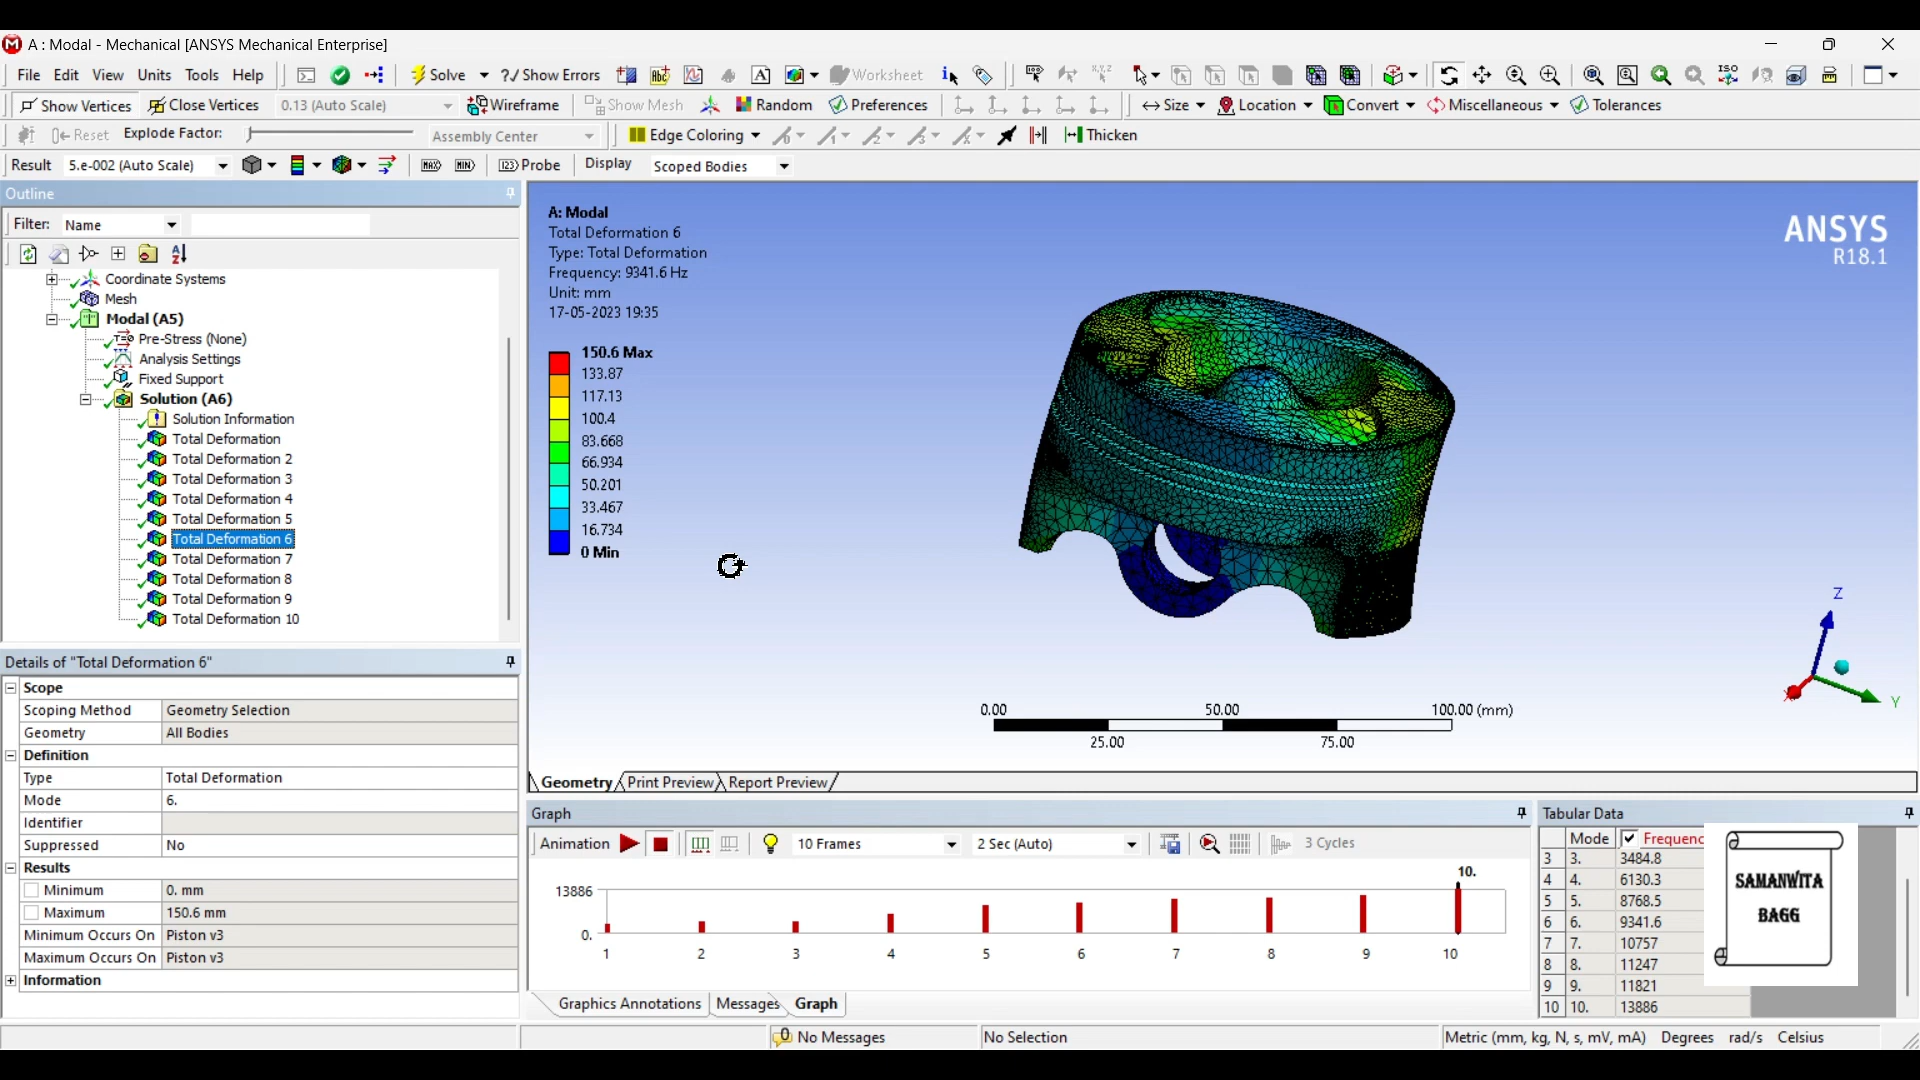 A : Modal - Mechanical [ANSYS Mechanical Enterprise]
File Edit View Units Tools Help Solve ?/ Show Errors Worksheet
Show Vertices Close Vertices 0.13 (Auto Scale) Wireframe Show Mesh Random Preferences Size Location Convert Miscellaneous Tolerances
Reset Explode Factor: Assembly Center Edge Coloring Thicken
Result 5.e-002 (Auto Scale) MAX MIN Probe Display Scoped Bodies
Outline
Filter: Name
Coordinate Systems
Mesh
Modal (A5)
Pre-Stress (None)
Analysis Settings
Fixed Support
Solution (A6)
Solution Information
Total Deformation
Total Deformation 2
Total Deformation 3
Total Deformation 4
Total Deformation 5
Total Deformation 6
Total Deformation 7
Total Deformation 8
Total Deformation 9
Total Deformation 10
Details of "Total Deformation 6"
Scope
Scoping Method Geometry Selection
Geometry All Bodies
Definition
Type Total Deformation
Mode 6.
Identifier
Suppressed No
Results
Minimum 0. mm
Maximum 150.6 mm
Minimum Occurs On Piston v3
Maximum Occurs On Piston v3
Information
A: Modal
Total Deformation 6
Type: Total Deformation
Frequency: 9341.6 Hz
Unit: mm
17-05-2023 19:35
150.6 Max
133.87
117.13
100.4
83.668
66.934
50.201
33.467
16.734
0 Min
ANSYS
R18.1
Z
Y
0.00 50.00 100.00 (mm)
25.00 75.00
Geometry Print Preview Report Preview
Graph
Animation 10 Frames 2 Sec (Auto) 3 Cycles
10.
13886
0.
1 2 3 4 5 6 7 8 9 10
Graphics Annotations Messages Graph
Tabular Data
Mode Frequenc
3 3. 3484.8
4 4. 6130.3
5 5. 8768.5
6 6. 9341.6
7 7. 10757
8 8. 11247
9 9. 11821
10 10. 13886
SAMANWITA
BAGG
0 No Messages No Selection Metric (mm, kg, N, s, mV, mA) Degrees rad/s Celsius